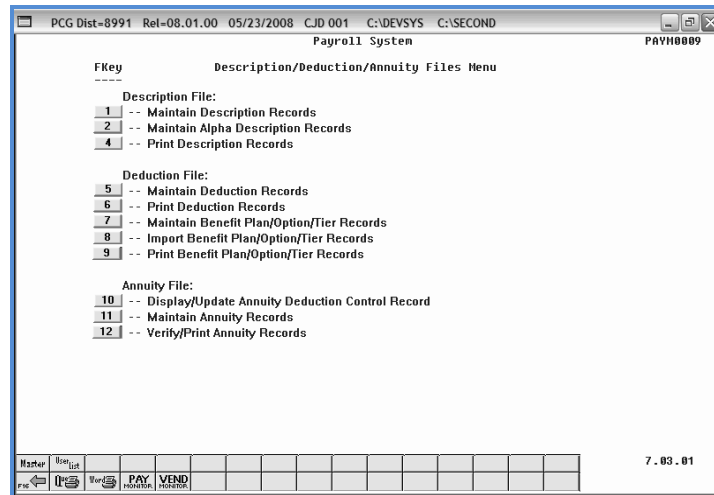 PCG Dist=8991 Rel=08.01.00 05/23/2008 CJD 001 C:\DEVSYS C:\SECOND
Payroll System PAYM0009
FKey Description/Deduction/Annuity Files Menu
----
Description File:
1 -- Maintain Description Records
2 -- Maintain Alpha Description Records
4 -- Print Description Records
Deduction File:
5 -- Maintain Deduction Records
6 -- Print Deduction Records
7 -- Maintain Benefit Plan/Option/Tier Records
8 -- Import Benefit Plan/Option/Tier Records
9 -- Print Benefit Plan/Option/Tier Records
Annuity File:
10 -- Display/Update Annuity Deduction Control Record
11 -- Maintain Annuity Records
12 -- Verify/Print Annuity Records
Master User List 7.03.01
F16 Word PAY MONITOR VEND MONITOR